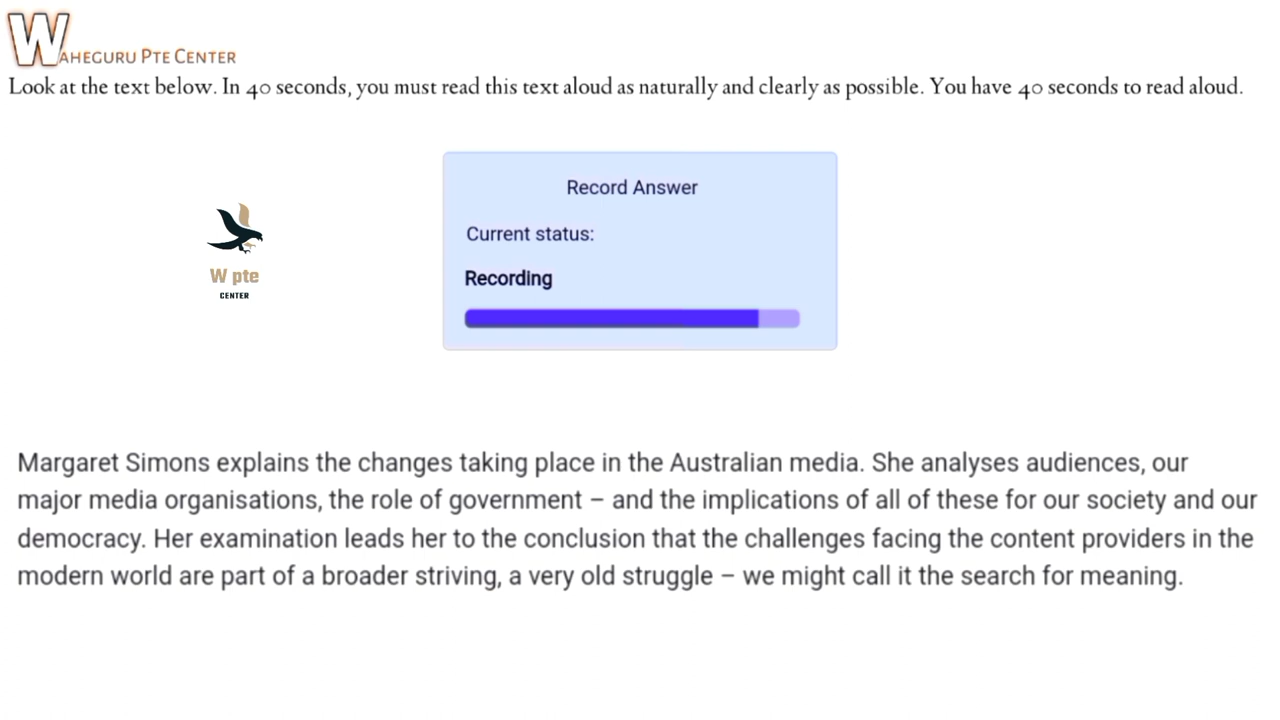 WAHEGURU PTE CENTER
Look at the text below. In 40 seconds, you must read this text aloud as naturally and clearly as possible. You have 40 seconds to read aloud.
Record Answer
Current status:
Recording
W pte
CENTER
Margaret Simons explains the changes taking place in the Australian media. She analyses audiences, our
major media organisations, the role of government – and the implications of all of these for our society and our
democracy. Her examination leads her to the conclusion that the challenges facing the content providers in the
modern world are part of a broader striving, a very old struggle – we might call it the search for meaning.